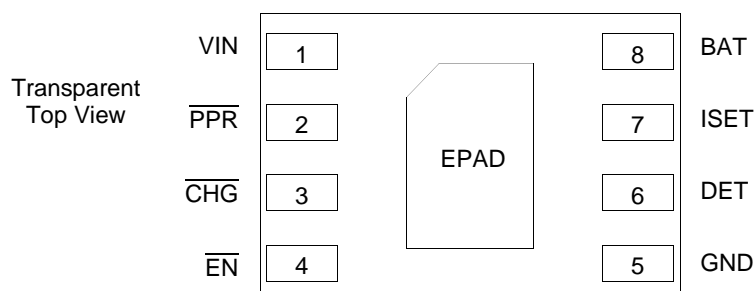 VIN 1 8 BAT
Transparent
Top View
PPR 2 7 ISET
EPAD
CHG 3 6 DET
EN 4 5 GND